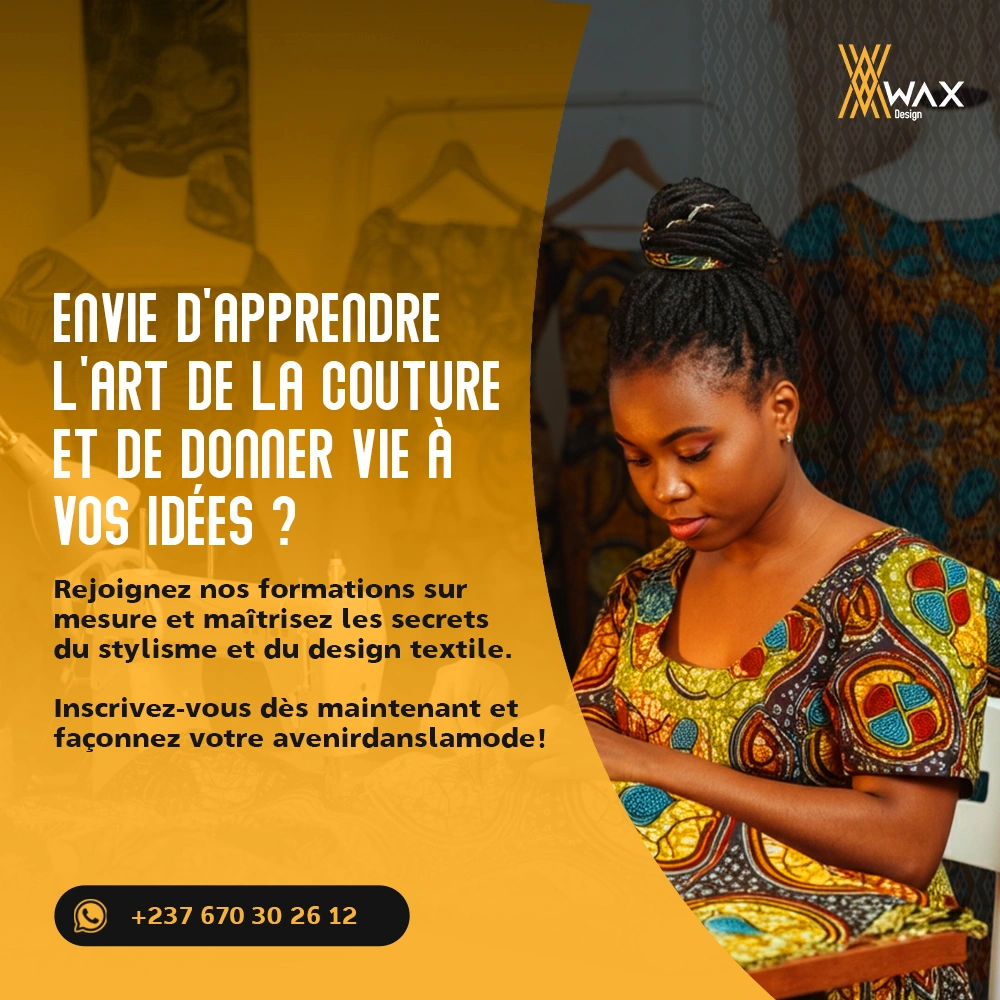 WAX
Design
ENVIE D'APPRENDRE
L'ART DE LA COUTURE
ET DE DONNER VIE À
VOS IDÉES ?
Rejoignez nos formations sur
mesure et maîtrisez les secrets
du stylisme et du design textile.
Inscrivez-vous dès maintenant et
façonnez votre avenirdanslamode!
+237 670 30 26 12